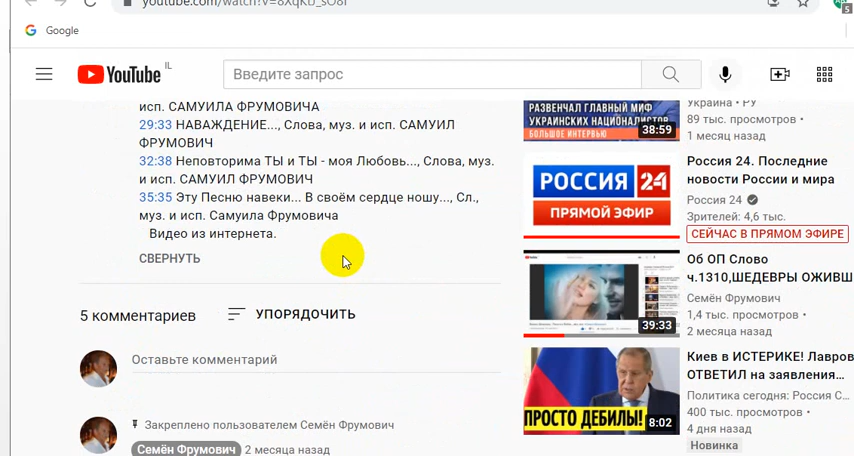 youtube.com/watch?v=8XqKb_sO8I
5
Google
YouTube IL
Введите запрос
исп. САМУИЛА ФРУМОВИЧА
29:33 НАВАЖДЕНИЕ..., Слова, муз. и исп. САМУИЛ
ФРУМОВИЧ
32:38 Неповторима ТЫ и ТЫ - моя Любовь..., Слова, муз.
и исп. САМУИЛ ФРУМОВИЧ
35:35 Эту Песню навеки... В своём сердце ношу..., Сл.,
муз. и исп. Самуила Фрумовича
Видео из интернета.
СВЕРНУТЬ
5 комментариев
УПОРЯДОЧИТЬ
Оставьте комментарий
Закреплено пользователем Семён Фрумович
Семён Фрумович 2 месяца назад
РАЗВЕНЧАЛ ГЛАВНЫЙ МИФ
УКРАИНСКИХ НАЦИОНАЛИСТОВ
БОЛЬШОЕ ИНТЕРВЬЮ
38:59
Украина • РУ
89 тыс. просмотров •
1 месяц назад
РОССИЯ 24
ПРЯМОЙ ЭФИР
Россия 24. Последние
новости России и мира
Россия 24
Зрителей: 4,6 тыс.
СЕЙЧАС В ПРЯМОМ ЭФИРЕ
39:33
Об ОП Слово
ч.1310,ШЕДЕВРЫ ОЖИВШ
Семён Фрумович
1,4 тыс. просмотров •
2 месяца назад
ПРОСТО ДЕБИЛЫ!
8:02
Киев в ИСТЕРИКЕ! Лавров
ОТВЕТИЛ на заявления...
Политика сегодня: Россия С...
400 тыс. просмотров •
4 дня назад
Новинка